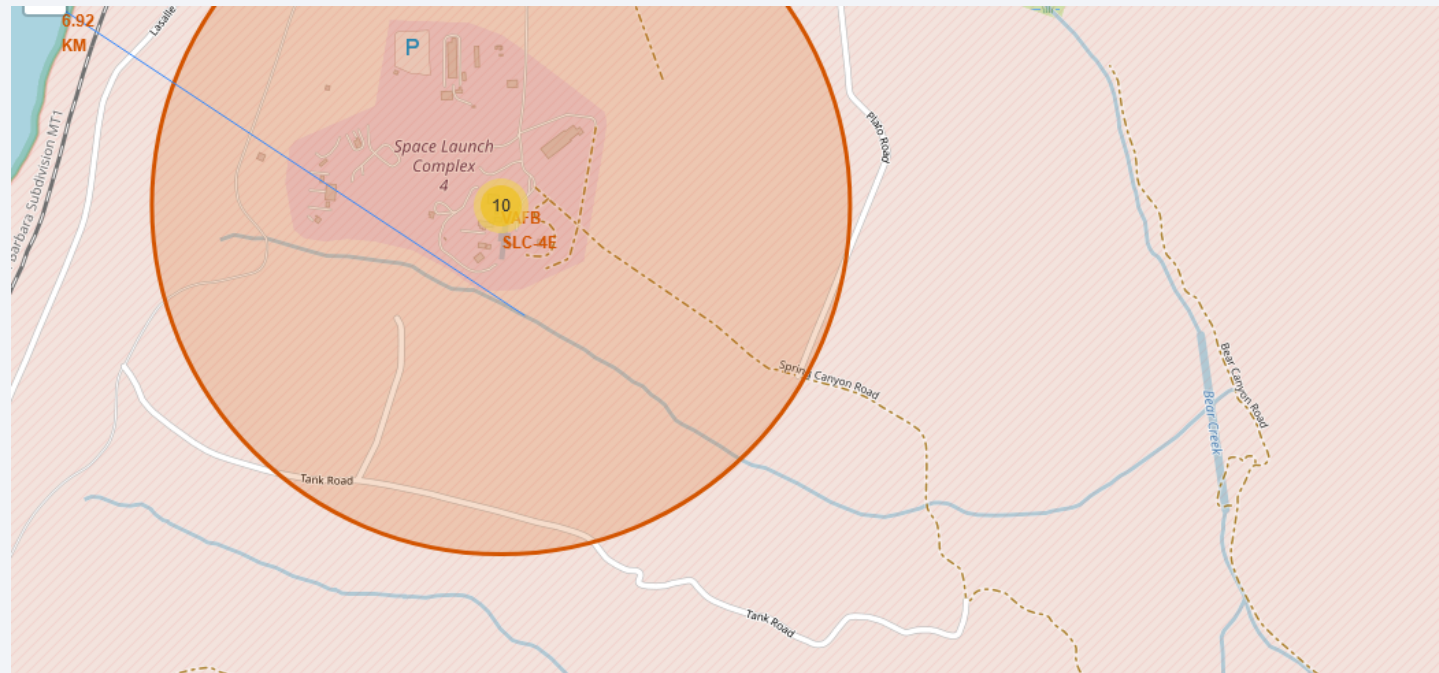 6.92
KM
Lasalle
P
Plato Road
Barbara Subdivision MT1
Space Launch
Complex
4
10
VAFB
SLC-4E
Spring Canyon Road
Bear Canyon Road
Bear Creek
Tank Road
Tank Road